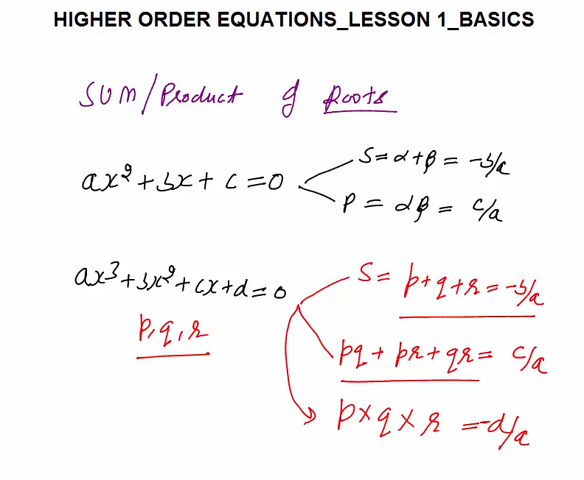 HIGHER ORDER EQUATIONS_LESSON 1_BASICS
SUM/Product of Roots
ax²+bx+c=0
S=α+β=-b/a
P=αβ=c/a
ax³+bx²+cx+d=0
p,q,r
S=p+q+r=-b/a
pq+pr+qr=c/a
p×q×r=-d/a